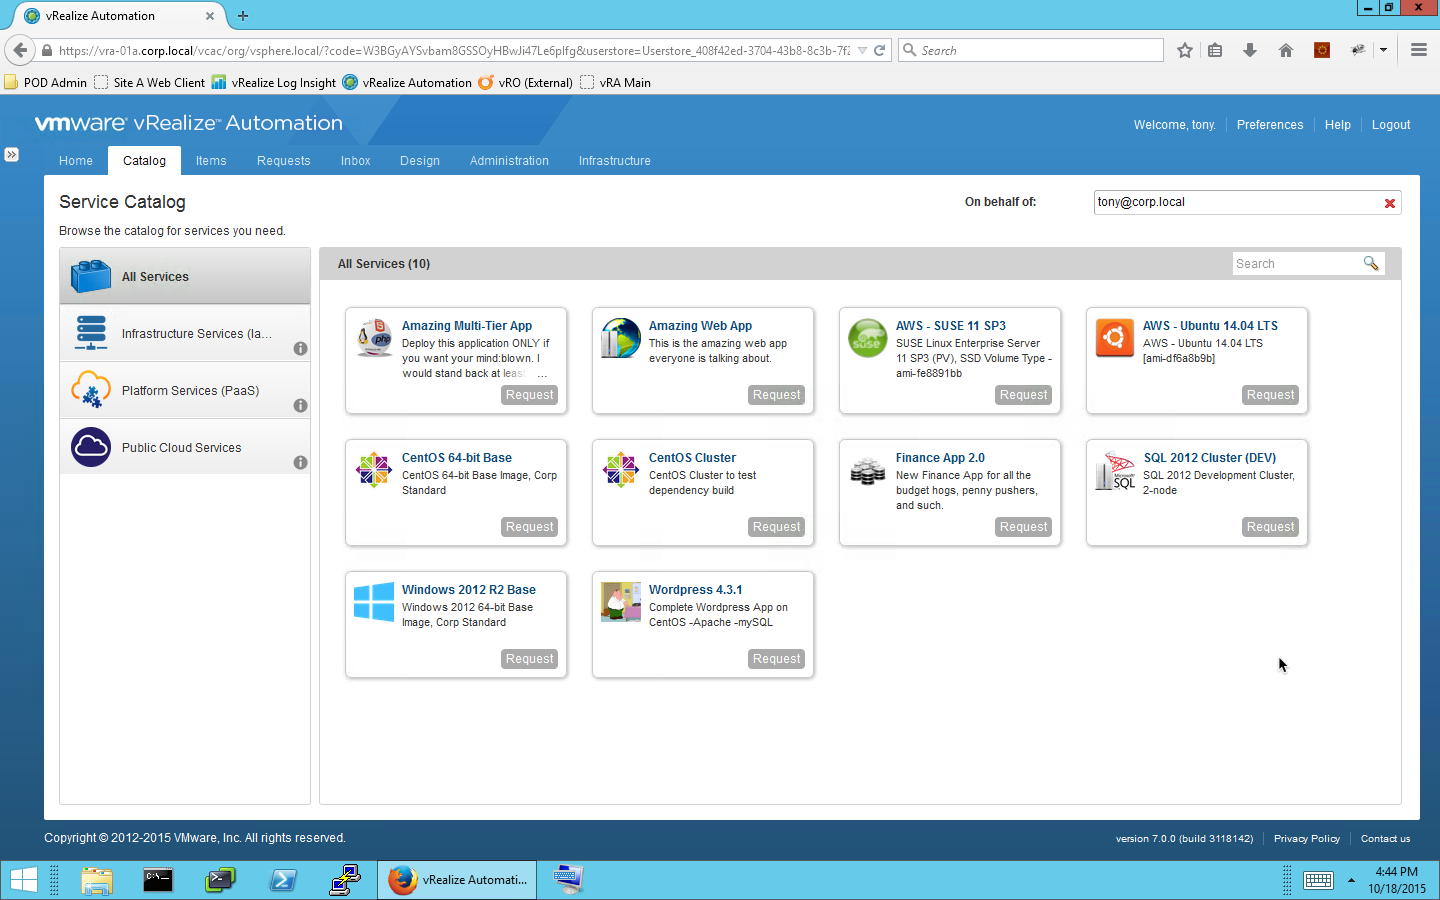 vRealize Automation
https://vra-01a.corp.local/vcac/org/vsphere.local/?code=W3BGyAYSvbam8GSSOyHBwJi47Le6pIfg&userstore=Userstore_408f42ed-3704-43b8-8c3b-7f2
Search
POD Admin
Site A Web Client
vRealize Log Insight
vRealize Automation
vRO (External)
vRA Main
vmware vRealize™ Automation
Welcome, tony.
Preferences
Help
Logout
Home
Catalog
Items
Requests
Inbox
Design
Administration
Infrastructure
Service Catalog
On behalf of:
tony@corp.local
Browse the catalog for services you need.
All Services
Infrastructure Services (Ia...
Platform Services (PaaS)
Public Cloud Services
All Services (10)
Search
Amazing Multi-Tier App
Deploy this application ONLY if
you want your mind:blown. I
would stand back at least ...
Request
Amazing Web App
This is the amazing web app
everyone is talking about.
Request
AWS - SUSE 11 SP3
SUSE Linux Enterprise Server
11 SP3 (PV), SSD Volume Type -
ami-fe8891bb
Request
AWS - Ubuntu 14.04 LTS
AWS - Ubuntu 14.04 LTS
[ami-df6a8b9b]
Request
CentOS 64-bit Base
CentOS 64-bit Base Image, Corp
Standard
Request
CentOS Cluster
CentOS Cluster to test
dependency build
Request
Finance App 2.0
New Finance App for all the
budget hogs, penny pushers,
and such.
Request
Microsoft
SQL
SQL 2012 Cluster (DEV)
SQL 2012 Development Cluster,
2-node
Request
Windows 2012 R2 Base
Windows 2012 64-bit Base
Image, Corp Standard
Request
Wordpress 4.3.1
Complete Wordpress App on
CentOS -Apache -mySQL
Request
Copyright © 2012-2015 VMware, Inc. All rights reserved.
version 7.0.0 (build 3118142)
Privacy Policy
Contact us
vRealize Automati...
4:44 PM
10/18/2015